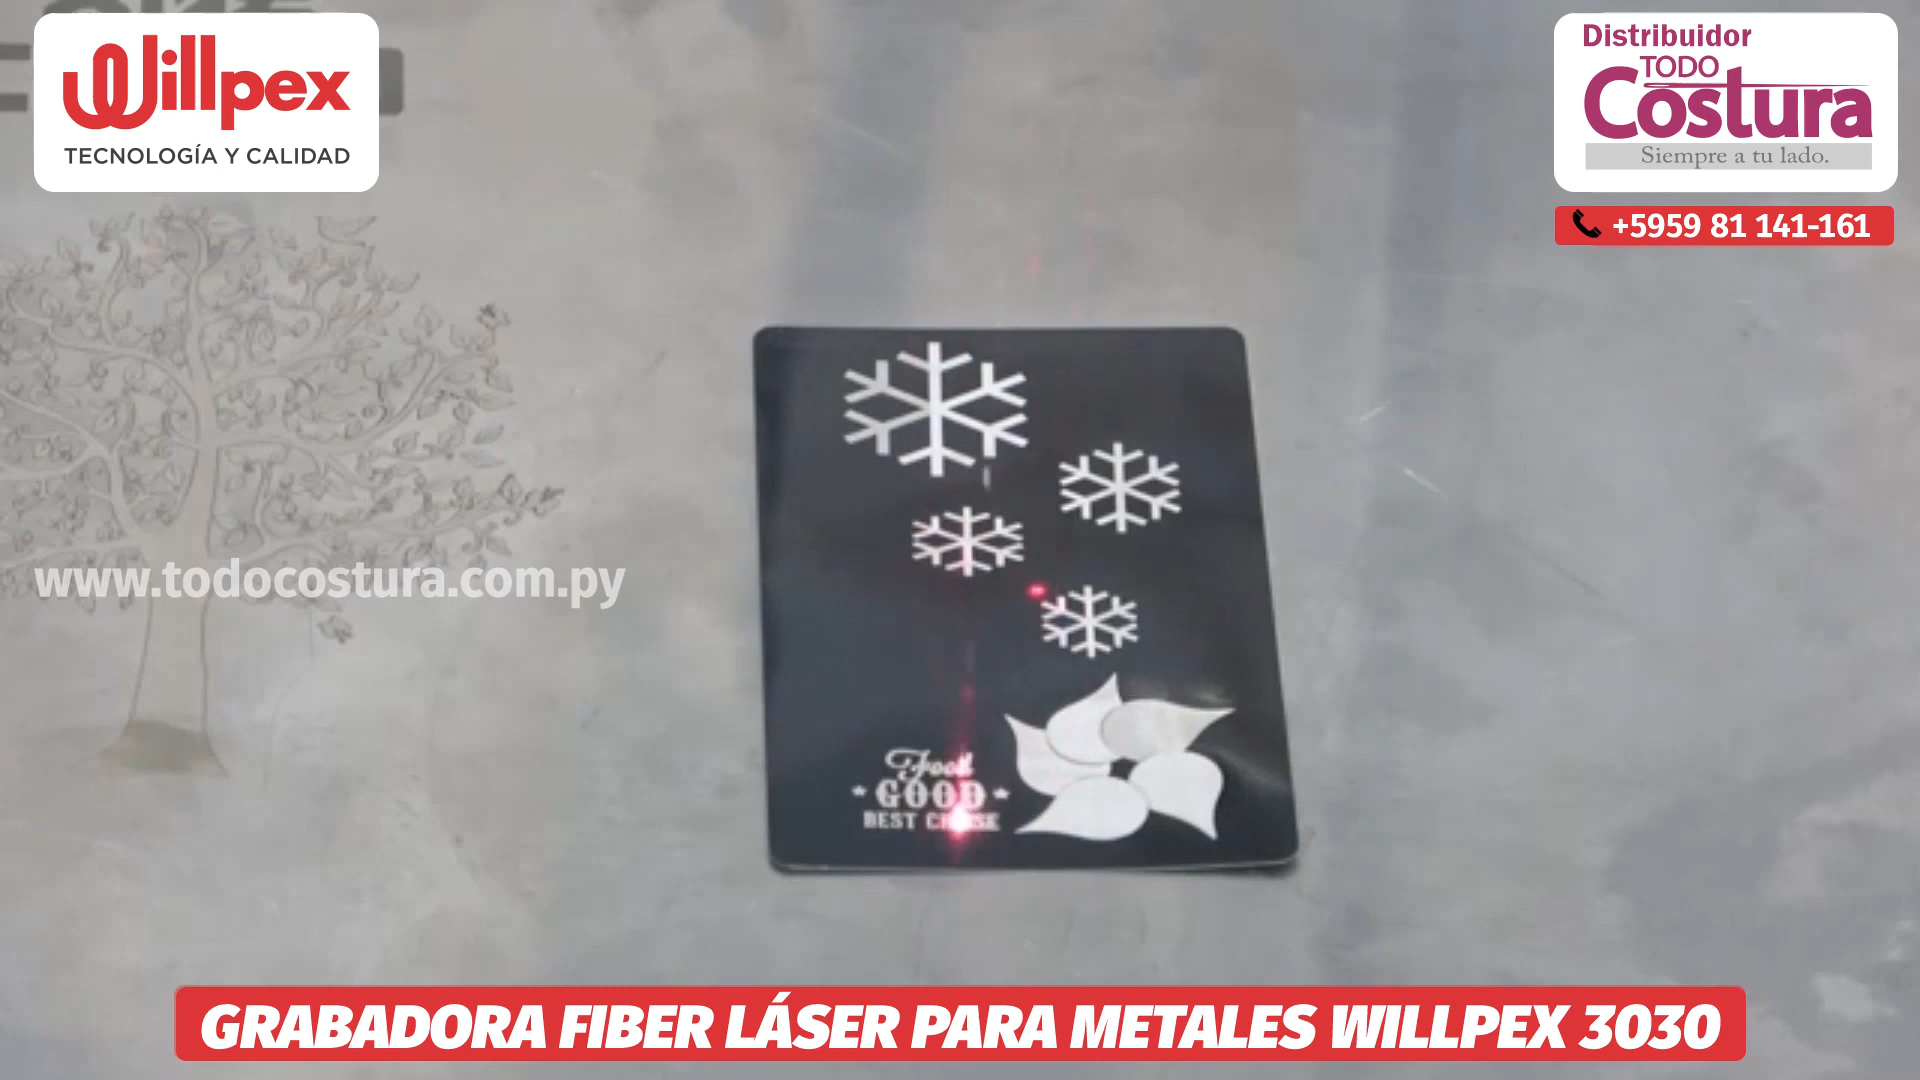 Willpex
TECNOLOGÍA Y CALIDAD
Distribuidor
TODO
Costura
Siempre a tu lado.
+5959 81 141-161
www.todocostura.com.py
Food
GOOD
BEST
GRABADORA FIBER LÁSER PARA METALES WILLPEX 3030